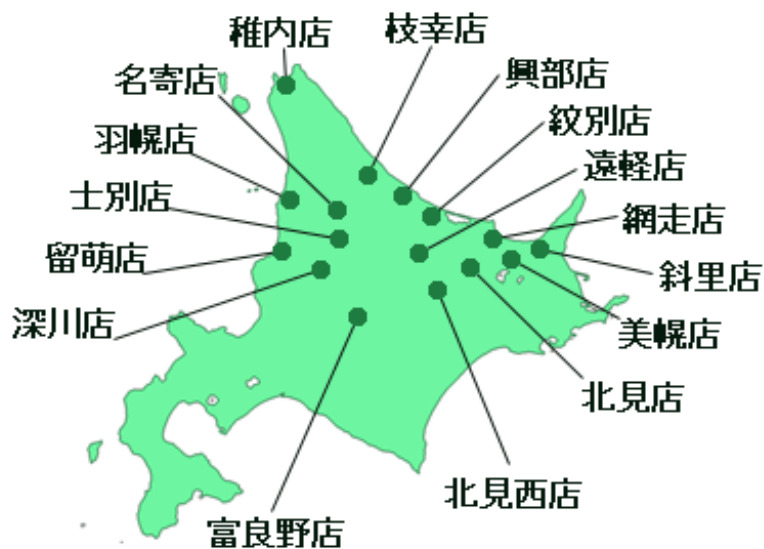 稚内店
枝幸店
名寄店
興部店
紋別店
羽幌店
遠軽店
士別店
網走店
留萌店
斜里店
深川店
美幌店
北見店
北見西店
富良野店